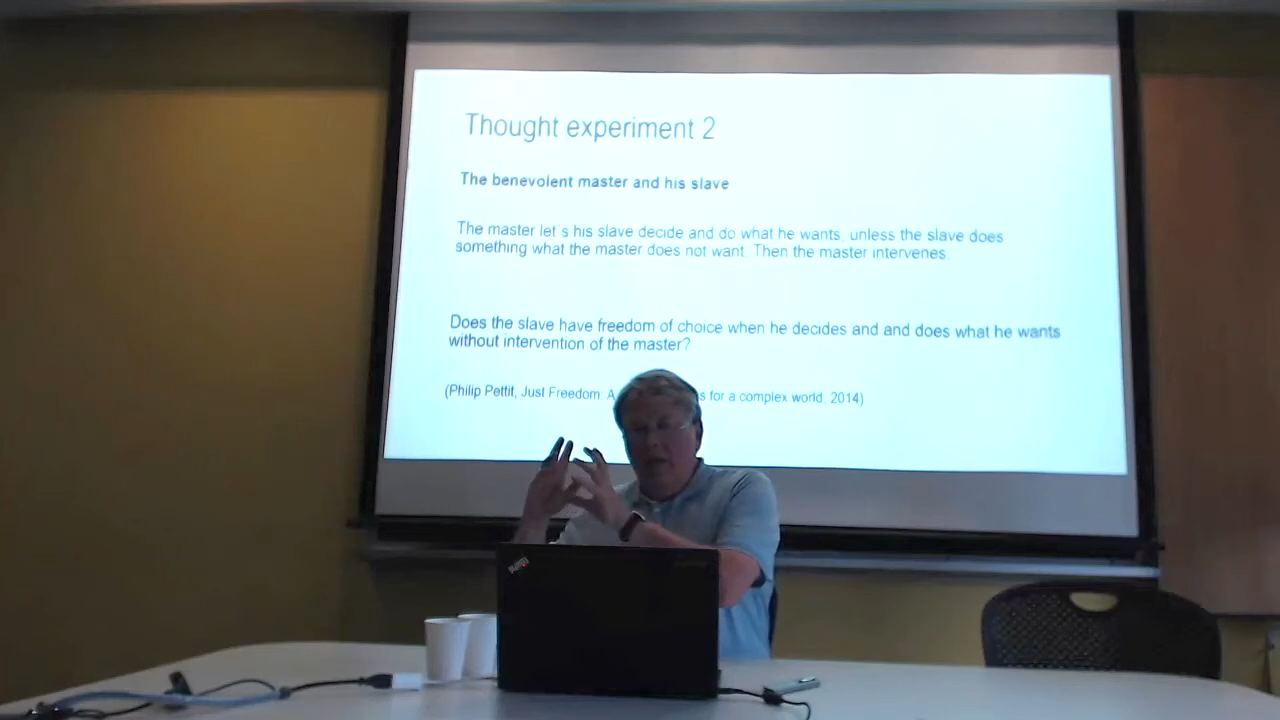 Thought experiment 2
The benevolent master and his slave
The master let s his slave decide and do what he wants, unless the slave does
something what the master does not want. Then the master intervenes.
Does the slave have freedom of choice when he decides and and does what he wants
without intervention of the master?
(Philip Pettit, Just Freedom. A s for a complex world. 2014)